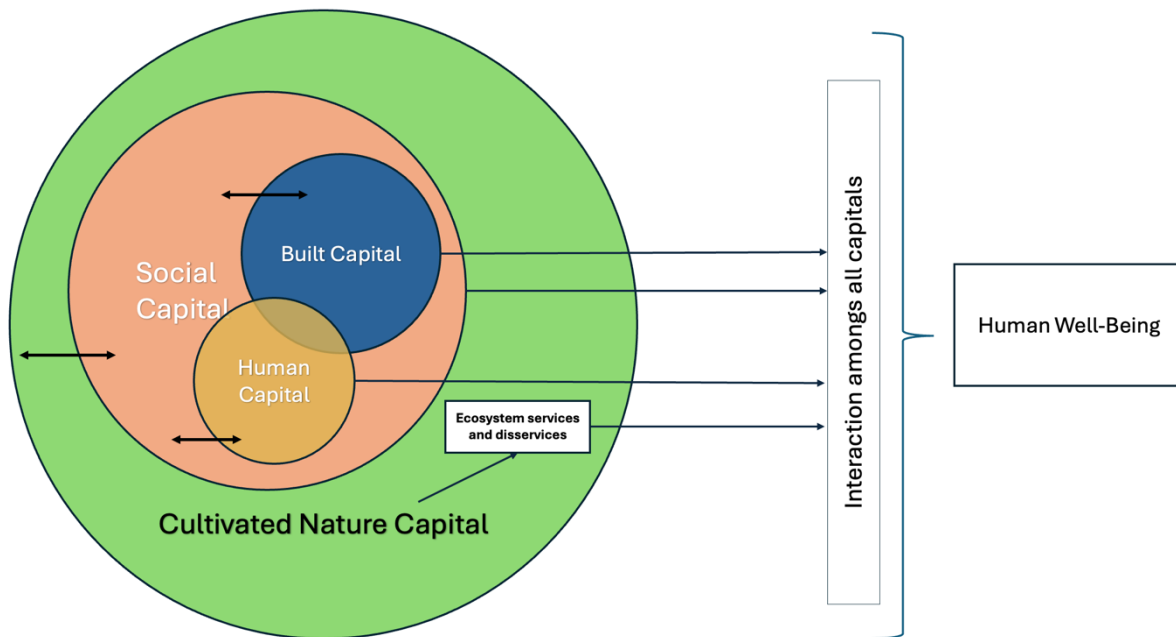 Built Capital
Social
Capital
Human
Capital
Ecosystem services
and disservices
Cultivated Nature Capital
Interaction amongs all capitals
Human Well-Being